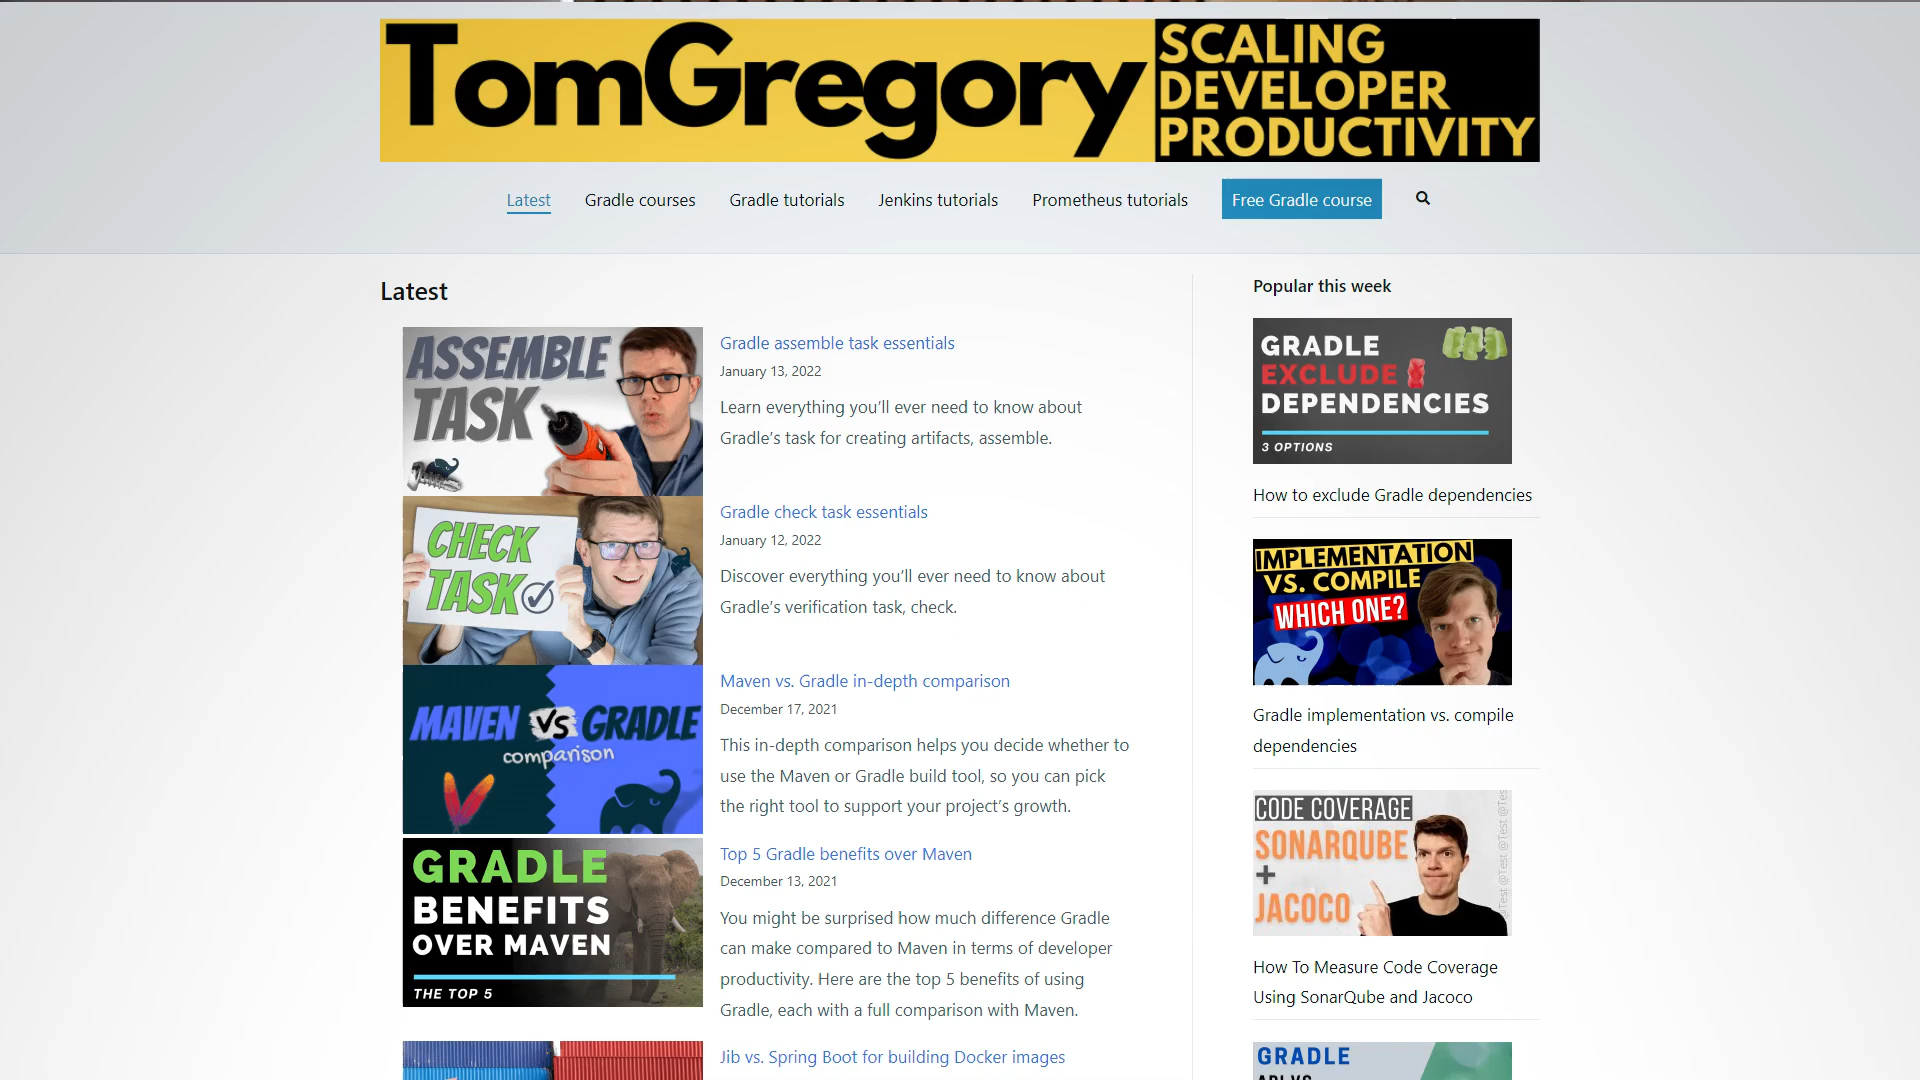 TomGregory
SCALING
DEVELOPER
PRODUCTIVITY
Latest
Gradle courses
Gradle tutorials
Jenkins tutorials
Prometheus tutorials
Free Gradle course
Latest
ASSEMBLE
TASK
Gradle assemble task essentials
January 13, 2022
Learn everything you’ll ever need to know about
Gradle’s task for creating artifacts, assemble.
CHECK
TASK
Gradle check task essentials
January 12, 2022
Discover everything you’ll ever need to know about
Gradle’s verification task, check.
MAVEN VS GRADLE
comparison
Maven vs. Gradle in-depth comparison
December 17, 2021
This in-depth comparison helps you decide whether to
use the Maven or Gradle build tool, so you can pick
the right tool to support your project’s growth.
GRADLE
BENEFITS
OVER MAVEN
THE TOP 5
Top 5 Gradle benefits over Maven
December 13, 2021
You might be surprised how much difference Gradle
can make compared to Maven in terms of developer
productivity. Here are the top 5 benefits of using
Gradle, each with a full comparison with Maven.
Jib vs. Spring Boot for building Docker images
Popular this week
GRADLE
EXCLUDE
DEPENDENCIES
3 OPTIONS
How to exclude Gradle dependencies
IMPLEMENTATION
VS. COMPILE
WHICH ONE?
Gradle implementation vs. compile
dependencies
CODE COVERAGE
SONARQUBE
+
JACOCO
@Test @Test @Test @Tes
How To Measure Code Coverage
Using SonarQube and Jacoco
GRADLE
API VS